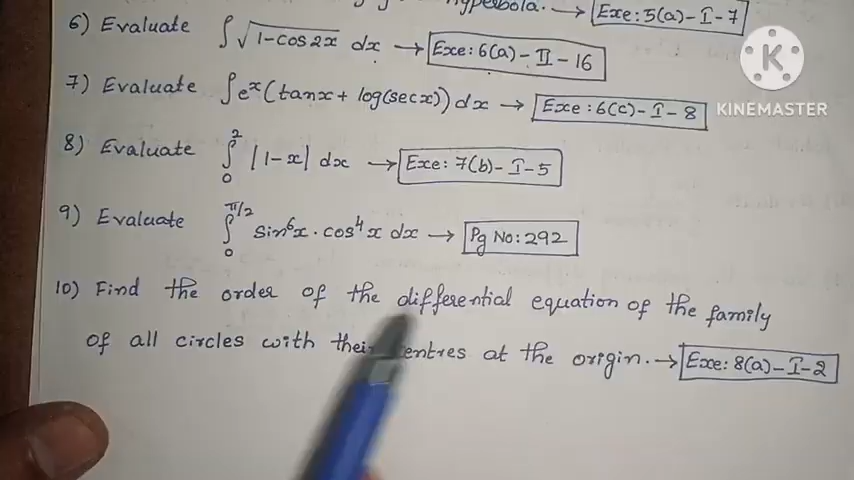 hyperbola. → Exe: 5(a)-I-7
6) Evaluate ∫√1-cos2x dx → Exe: 6(a)-II-16
7) Evaluate ∫e^x(tanx + log(secx)) dx → Exe: 6(c)-I-8
KINEMASTER
8) Evaluate ∫₀² |1-x| dx → Exe: 7(b)-I-5
9) Evaluate ∫₀^π/2 sin⁶x · cos⁴x dx → Pg No: 292
10) Find the order of the differential equation of the family
of all circles with their centres at the origin. → Exe: 8(a)-I-2